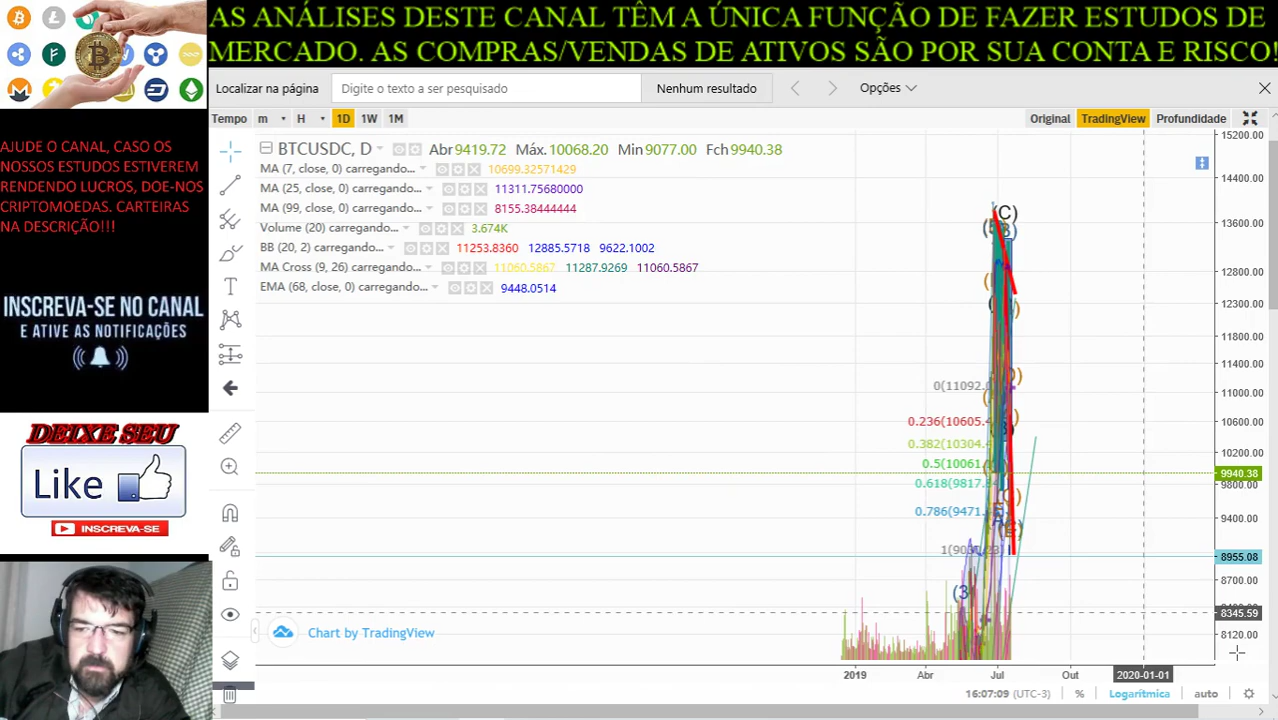 AS ANÁLISES DESTE CANAL TÊM A ÚNICA FUNÇÃO DE FAZER ESTUDOS DE
MERCADO. AS COMPRAS/VENDAS DE ATIVOS SÃO POR SUA CONTA E RISCO!
Localizar na página
Digite o texto a ser pesquisado
Nenhum resultado
Opções
Tempo m H 1D 1W 1M
Original TradingView Profundidade
BTCUSDC, D Abr9419.72 Máx.10068.20 Mín9077.00 Fch9940.38
MA (7, close, 0) carregando... 10699.32571429
MA (25, close, 0) carregando... 11311.75680000
MA (99, close, 0) carregando... 8155.38444444
Volume (20) carregando... 3.674K
BB (20, 2) carregando... 11253.8360 12885.5718 9622.1002
MA Cross (9, 26) carregando... 11060.5867 11287.9269 11060.5867
EMA (68, close, 0) carregando... 9448.0514
AJUDE O CANAL, CASO OS
NOSSOS ESTUDOS ESTIVEREM
RENDENDO LUCROS, DOE-NOS
CRIPTOMOEDAS. CARTEIRAS
NA DESCRIÇÃO!!!
INSCREVA-SE NO CANAL
E ATIVE AS NOTIFICAÇÕES
DEIXE SEU
Like
INSCREVA-SE
(C)
0(11092.0
0.236(10605.4
0.382(10304.4
0.5(10061.
0.618(9817.
0.786(9471.
A
(3
15200.00
14400.00
13600.00
12800.00
12300.00
11800.00
11400.00
11000.00
10600.00
10200.00
9940.38
9800.00
9400.00
8955.08
8700.00
8345.59
8120.00
Chart by TradingView
2019 Abr Jul Out 2020-01-01
16:07:09 (UTC-3) % Logarítmica auto